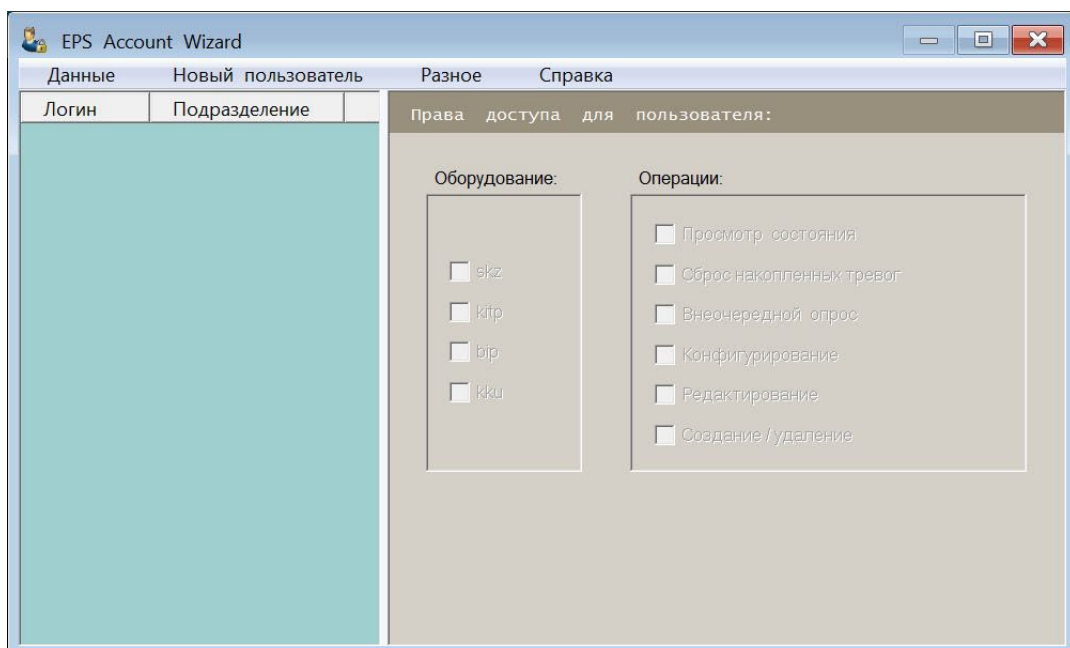 EPS Account Wizard
Данные Новый пользователь Разное Справка
Логин Подразделение
Права доступа для пользователя:
Оборудование: Операции:
Просмотр состояния
skz Сброс накопленных тревог
kitp Внеочередной опрос
bip Конфигурирование
kku Редактирование
Создание / удаление